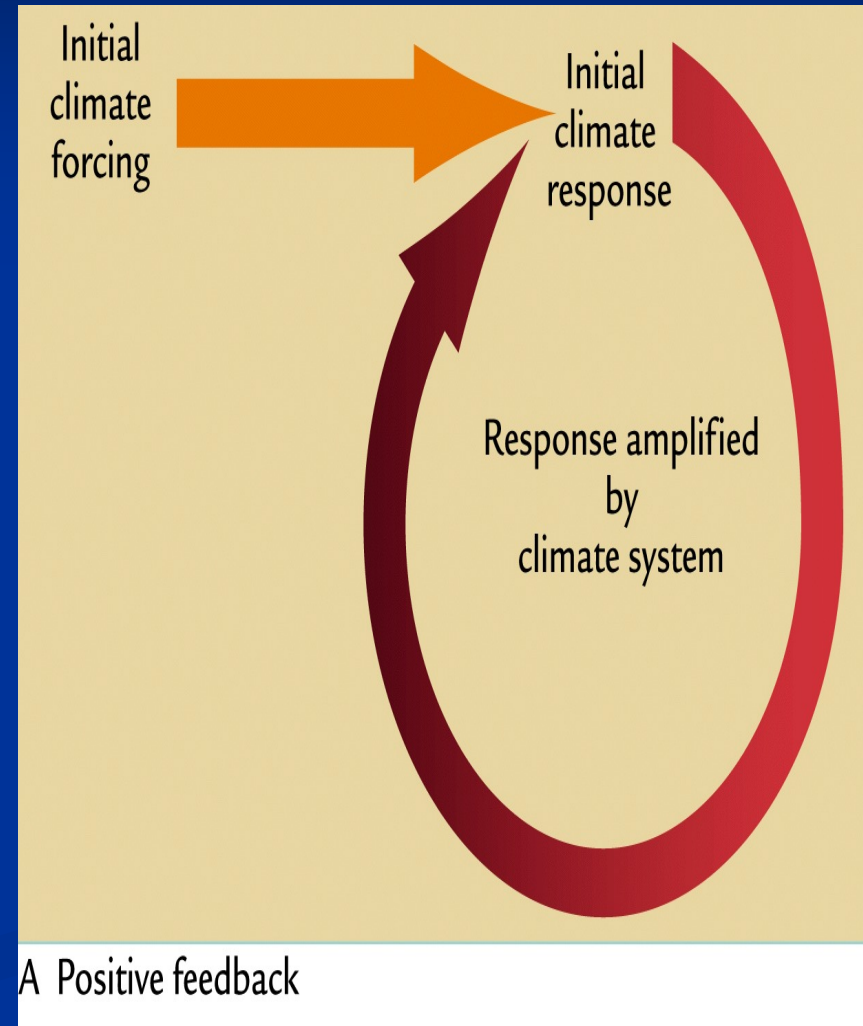 Initial
climate
forcing
Initial
climate
response
Response amplified
by
climate system
A Positive feedback